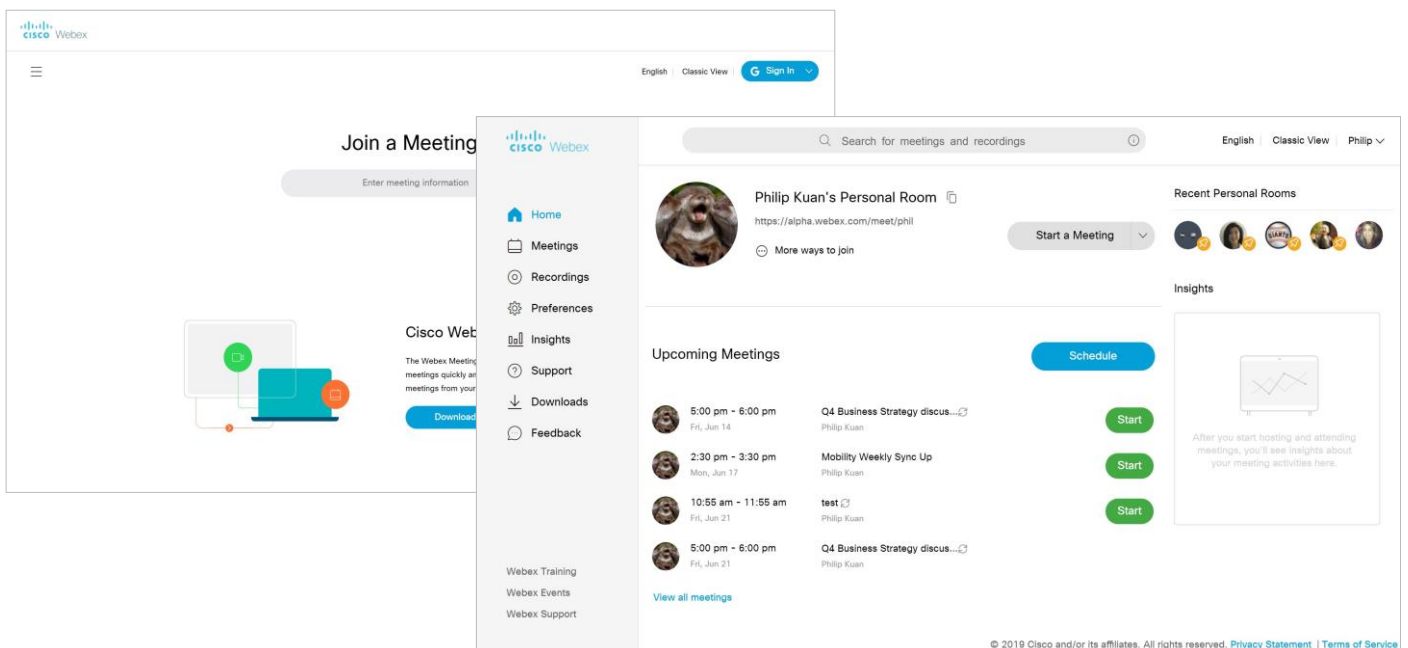 cisco Webex
English
Classic View
Sign In
Join a Meeting
Enter meeting information
Cisco Web
The Webex Meeting
meetings quickly an
meetings from your
Download
cisco Webex
Search for meetings and recordings
English
Classic View
Philip
Home
Meetings
Recordings
Preferences
Insights
Support
Downloads
Feedback
Webex Training
Webex Events
Webex Support
Philip Kuan's Personal Room
https://alpha.webex.com/meet/phil
More ways to join
Start a Meeting
Upcoming Meetings
Schedule
5:00 pm - 6:00 pm
Fri, Jun 14
Q4 Business Strategy discus...
Philip Kuan
Start
2:30 pm - 3:30 pm
Mon, Jun 17
Mobility Weekly Sync Up
Philip Kuan
Start
10:55 am - 11:55 am
Fri, Jun 21
test
Philip Kuan
Start
5:00 pm - 6:00 pm
Fri, Jun 21
Q4 Business Strategy discus...
Philip Kuan
View all meetings
Recent Personal Rooms
GIANTS
Insights
After you start hosting and attending
meetings, you'll see insights about
your meeting activities here.
© 2019 Cisco and/or its affiliates. All rights reserved. Privacy Statement | Terms of Service